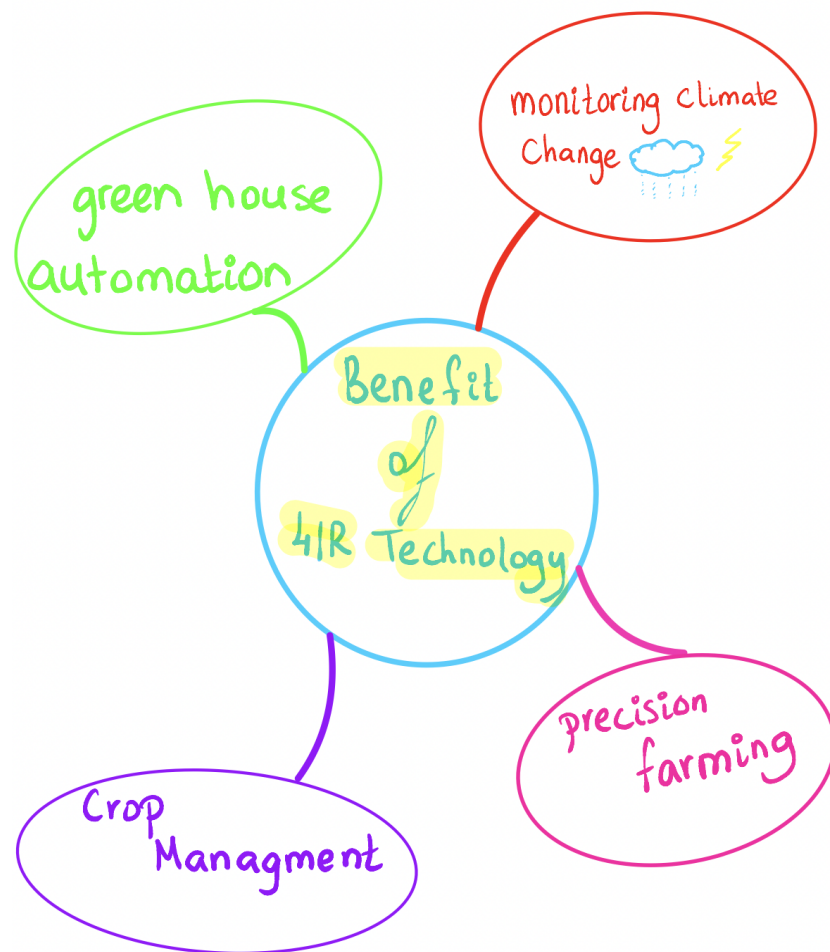 monitoring climate
Change
green house
automation
Benefit
of
4IR Technology
precision
farming
Crop
Managment